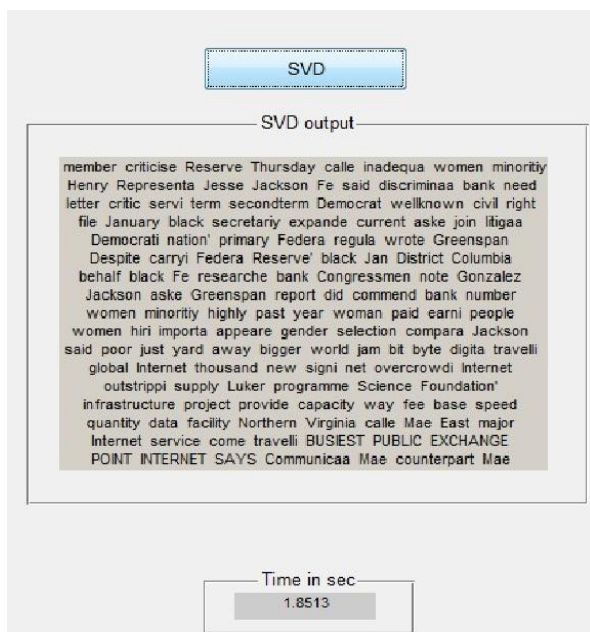 SVD
SVD output
member criticise Reserve Thursday calle inadequa women minoritiy
Henry Representa Jesse Jackson Fe said discriminaa bank need
letter critic servi term secondterm Democrat wellknown civil right
file January black secretariy expande current aske join litigaa
Democrati nation' primary Federa regula wrote Greenspan
Despite carryi Federa Reserve' black Jan District Columbia
behalf black Fe researche bank Congressmen note Gonzalez
Jackson aske Greenspan report did commend bank number
women minoritiy highly past year woman paid earni people
women hiri importa appeare gender selection compara Jackson
said poor just yard away bigger world jam bit byte digita travelli
global Internet thousand new signi net overcrowdi Internet
outstrippi supply Luker programme Science Foundation'
infrastructure project provide capacity way fee base speed
quantity data facility Northern Virginia calle Mae East major
Internet service come travelli BUSIEST PUBLIC EXCHANGE
POINT INTERNET SAYS Communicaa Mae counterpart Mae
Time in sec
1.8513